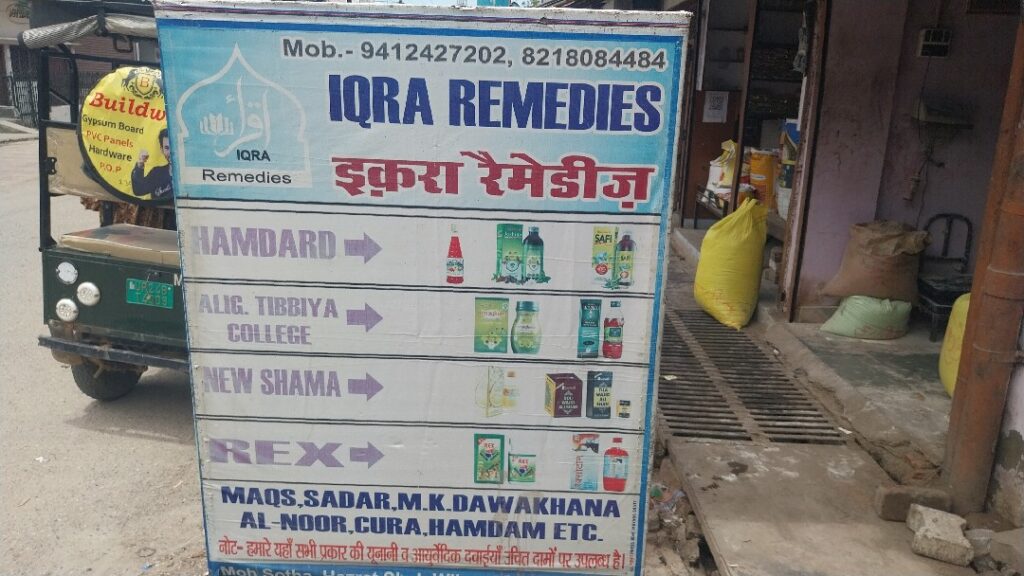 Mob.- 9412427202, 8218084484
IQRA REMEDIES
इक़रा रैमेडीज़
اقرأ
IQRA
Remedies
HAMDARD
SAFI
ALIG. TIBBIYA
COLLEGE
NEW SHAMA
REX
MAQS,SADAR,M.K.DAWAKHANA
AL-NOOR,CURA,HAMDAM ETC.
नोट- हमारे यहाँ सभी प्रकार की यूनानी व आयुर्वेदिक दवाईयाँ उचित दामों पर उपलब्ध है।
B
Buildw
Gypsum Board
PVC Panels
Hardware
P.O.P